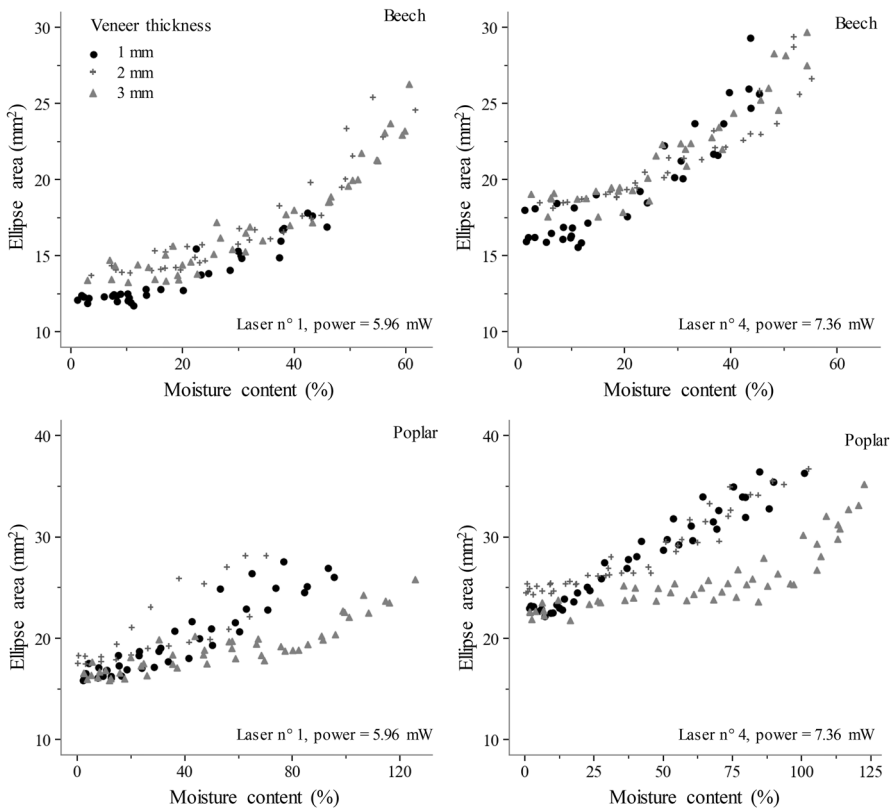 Veneer thickness
1 mm
2 mm
3 mm
Beech
30
25
20
15
10
Ellipse area (mm²)
0
20
40
60
Moisture content (%)
Laser n° 1, power = 5.96 mW
Beech
30
25
20
15
10
0
20
40
60
Moisture content (%)
Laser n° 4, power = 7.36 mW
Poplar
40
30
20
10
Ellipse area (mm²)
0
40
80
120
Moisture content (%)
Laser n° 1, power = 5.96 mW
Poplar
40
30
20
10
Ellipse area (mm²)
0
25
50
75
100
125
Moisture content (%)
Laser n° 4, power = 7.36 mW